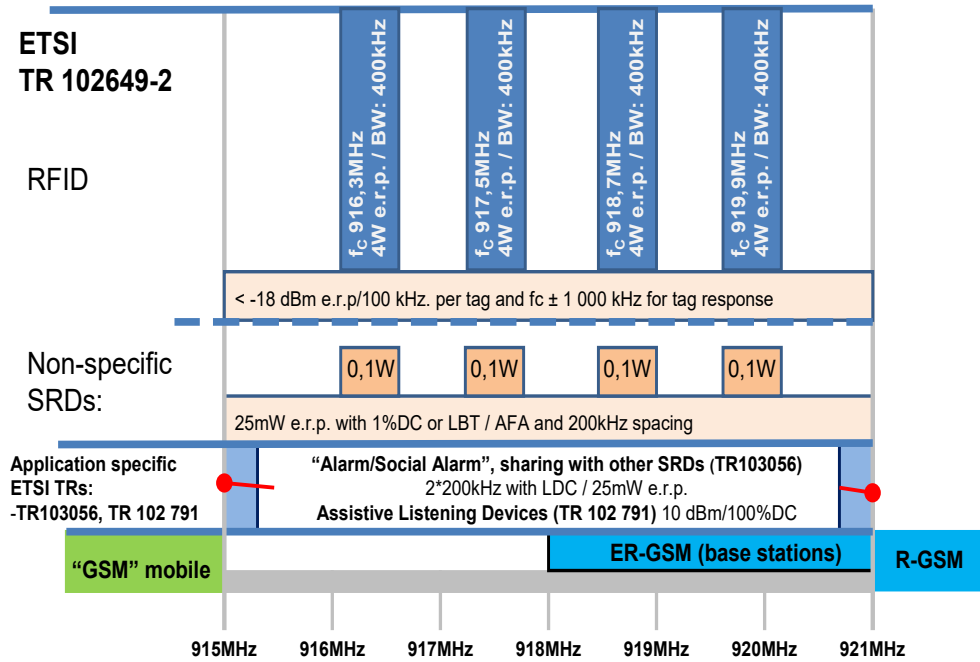 ETSI
TR 102649-2
RFID
fC 916,3MHz
4W e.r.p. / BW: 400kHz
fC 917,5MHz
4W e.r.p. / BW: 400kHz
fC 918,7MHz
4W e.r.p. / BW: 400kHz
fC 919,9MHz
4W e.r.p. / BW: 400kHz
< -18 dBm e.r.p/100 kHz. per tag and fc ± 1 000 kHz for tag response
Non-specific
SRDs:
0,1W
0,1W
0,1W
0,1W
25mW e.r.p. with 1%DC or LBT / AFA and 200kHz spacing
Application specific
ETSI TRs:
-TR103056, TR 102 791
“Alarm/Social Alarm”, sharing with other SRDs (TR103056)
2*200kHz with LDC / 25mW e.r.p.
Assistive Listening Devices (TR 102 791) 10 dBm/100%DC
“GSM” mobile
ER-GSM (base stations)
R-GSM
915MHz
916MHz
917MHz
918MHz
919MHz
920MHz
921MHz